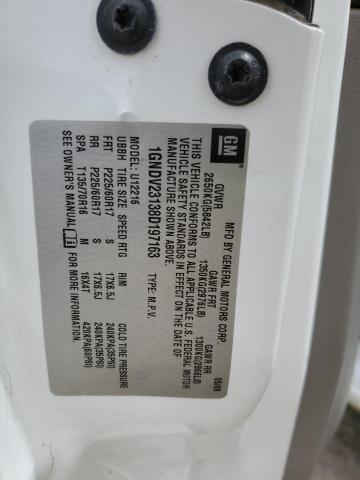 GM
MFD BY GENERAL MOTORS CORP. 05/08
GVWR GAWR FRT GAWR RR
2650KG(5842LB) 1350KG(2976LB) 1300KG(2866LB)
THIS VEHICLE CONFORMS TO ALL APPLICABLE U.S. FEDERAL MOTOR
VEHICLE SAFETY STANDARDS IN EFFECT ON THE DATE OF
MANUFACTURE SHOWN ABOVE.
1GNDV23138D197163 TYPE: M.P.V.
UBBH U12216
TIRE SIZE SPEED RTG RIM COLD TIRE PRESSURE
FRT P225/60R17 S 17X6.5J 240KPA(35PSI)
RR P225/60R17 S 17X6.5J 240KPA(35PSI)
SPA T135/70R16 M 16X4T 420KPA(60PSI)
SEE OWNER'S MANUAL FOR MORE INFORMATION.